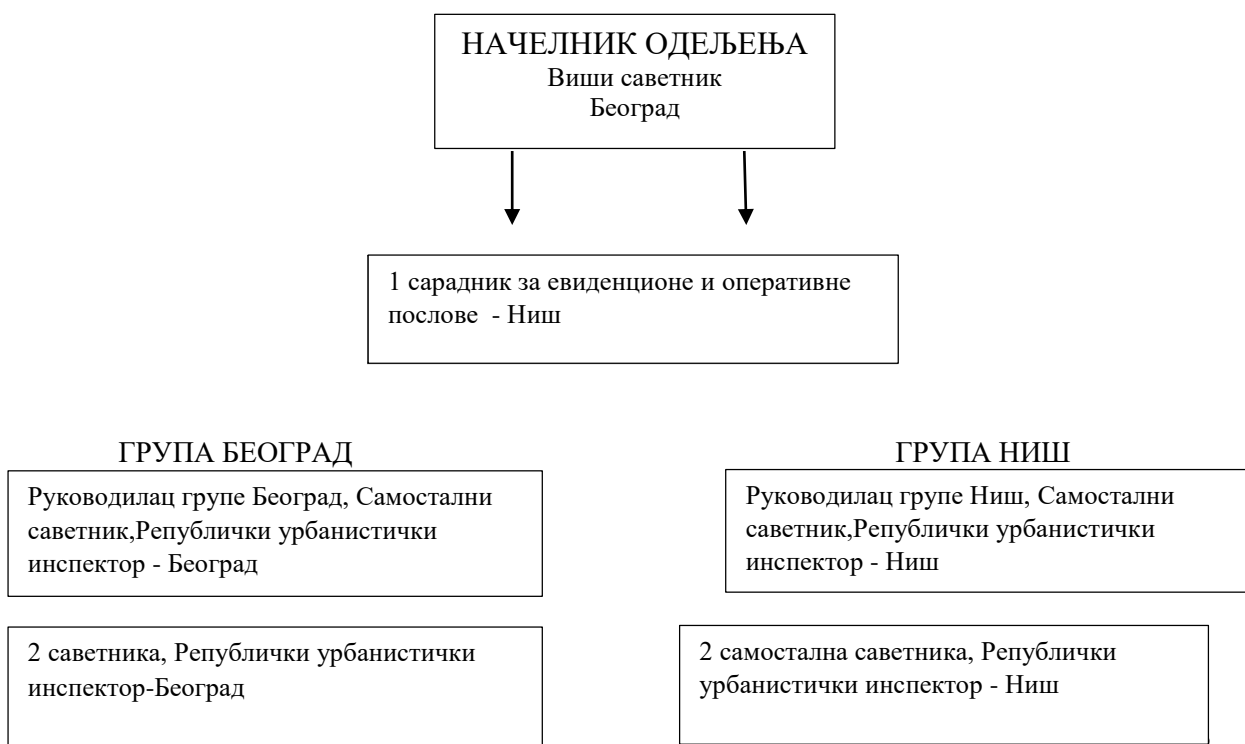 НАЧЕЛНИК ОДЕЉЕЊА
Виши саветник
Београд
1 сарадник за евиденционе и оперативне
послове  - Ниш
ГРУПА БЕОГРАД
Руководилац групе Београд, Самостални
саветник,Републички урбанистички
инспектор - Београд
2 саветника, Републички урбанистички
инспектор-Београд
ГРУПА НИШ
Руководилац групе Ниш, Самостални
саветник,Републички урбанистички
инспектор - Ниш
2 самостална саветника, Републички
урбанистички инспектор - Ниш